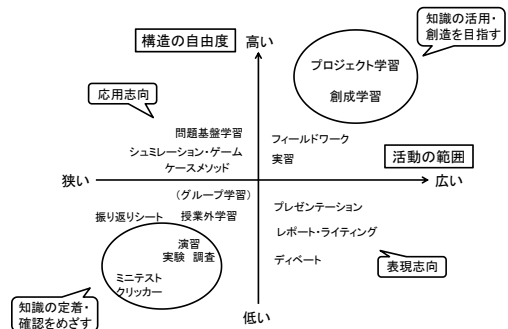 構造の自由度
高い
知識の活用・
創造を目指す
プロジェクト学習
創成学習
応用志向
問題基盤学習
シュミレーション・ゲーム
ケースメソッド
フィールドワーク
実習
活動の範囲
狭い
広い
(グループ学習)
振り返りシート
授業外学習
プレゼンテーション
レポート・ライティング
ディベート
演習
実験 調査
ミニテスト
クリッカー
表現志向
知識の定着・
確認をめざす
低い